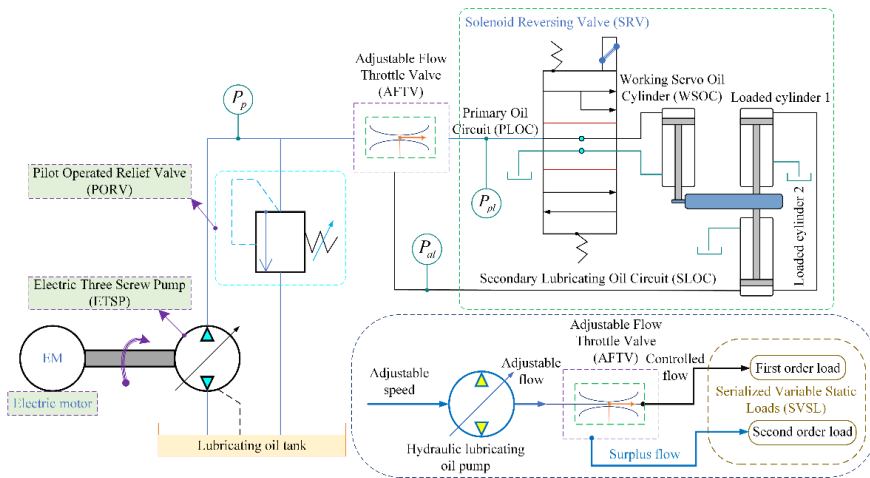 Solenoid Reversing Valve (SRV)
Adjustable Flow
Throttle Valve
(AFTV)
P_p
Primary Oil
Circuit (PLOC)
Working Servo Oil
Cylinder (WSOC)
Loaded cylinder 1
Pilot Operated Relief Valve
(PORV)
P_pl
Loaded cylinder 2
P_al
Secondary Lubricating Oil Circuit (SLOC)
Electric Three Screw Pump
(ETSP)
EM
Electric motor
Lubricating oil tank
Adjustable Flow
Throttle Valve
(AFTV)
Adjustable
speed
Adjustable
flow
Controlled
flow
First order load
Serialized Variable Static
Loads (SVSL)
Second order load
Hydraulic lubricating
oil pump
Surplus flow